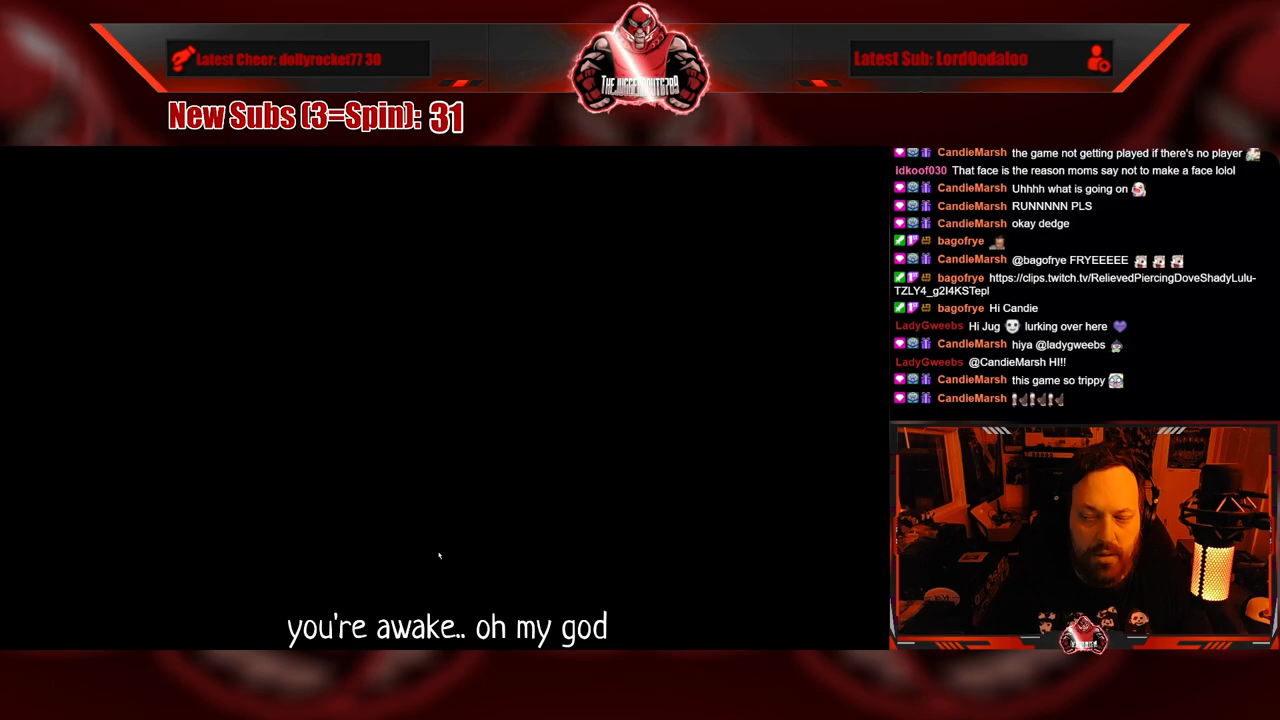 Latest Cheer: dollyrocket77 30
THEJUGGERNAUT6789
Latest Sub: LordOodaloo
New Subs (3=Spin): 31
CandieMarsh the game not getting played if there's no player
Idkoof030 That face is the reason moms say not to make a face lolol
CandieMarsh Uhhhh what is going on
CandieMarsh RUNNNNN PLS
CandieMarsh okay dedge
bagofrye
CandieMarsh @bagofrye FRYEEEEE
bagofrye https://clips.twitch.tv/RelievedPiercingDoveShadyLulu-
TZLY4_g2I4KSTepl
bagofrye Hi Candie
LadyGweebs Hi Jug lurking over here
CandieMarsh hiya @ladygweebs
LadyGweebs @CandieMarsh HI!!
CandieMarsh this game so trippy
CandieMarsh
you're awake.. oh my god